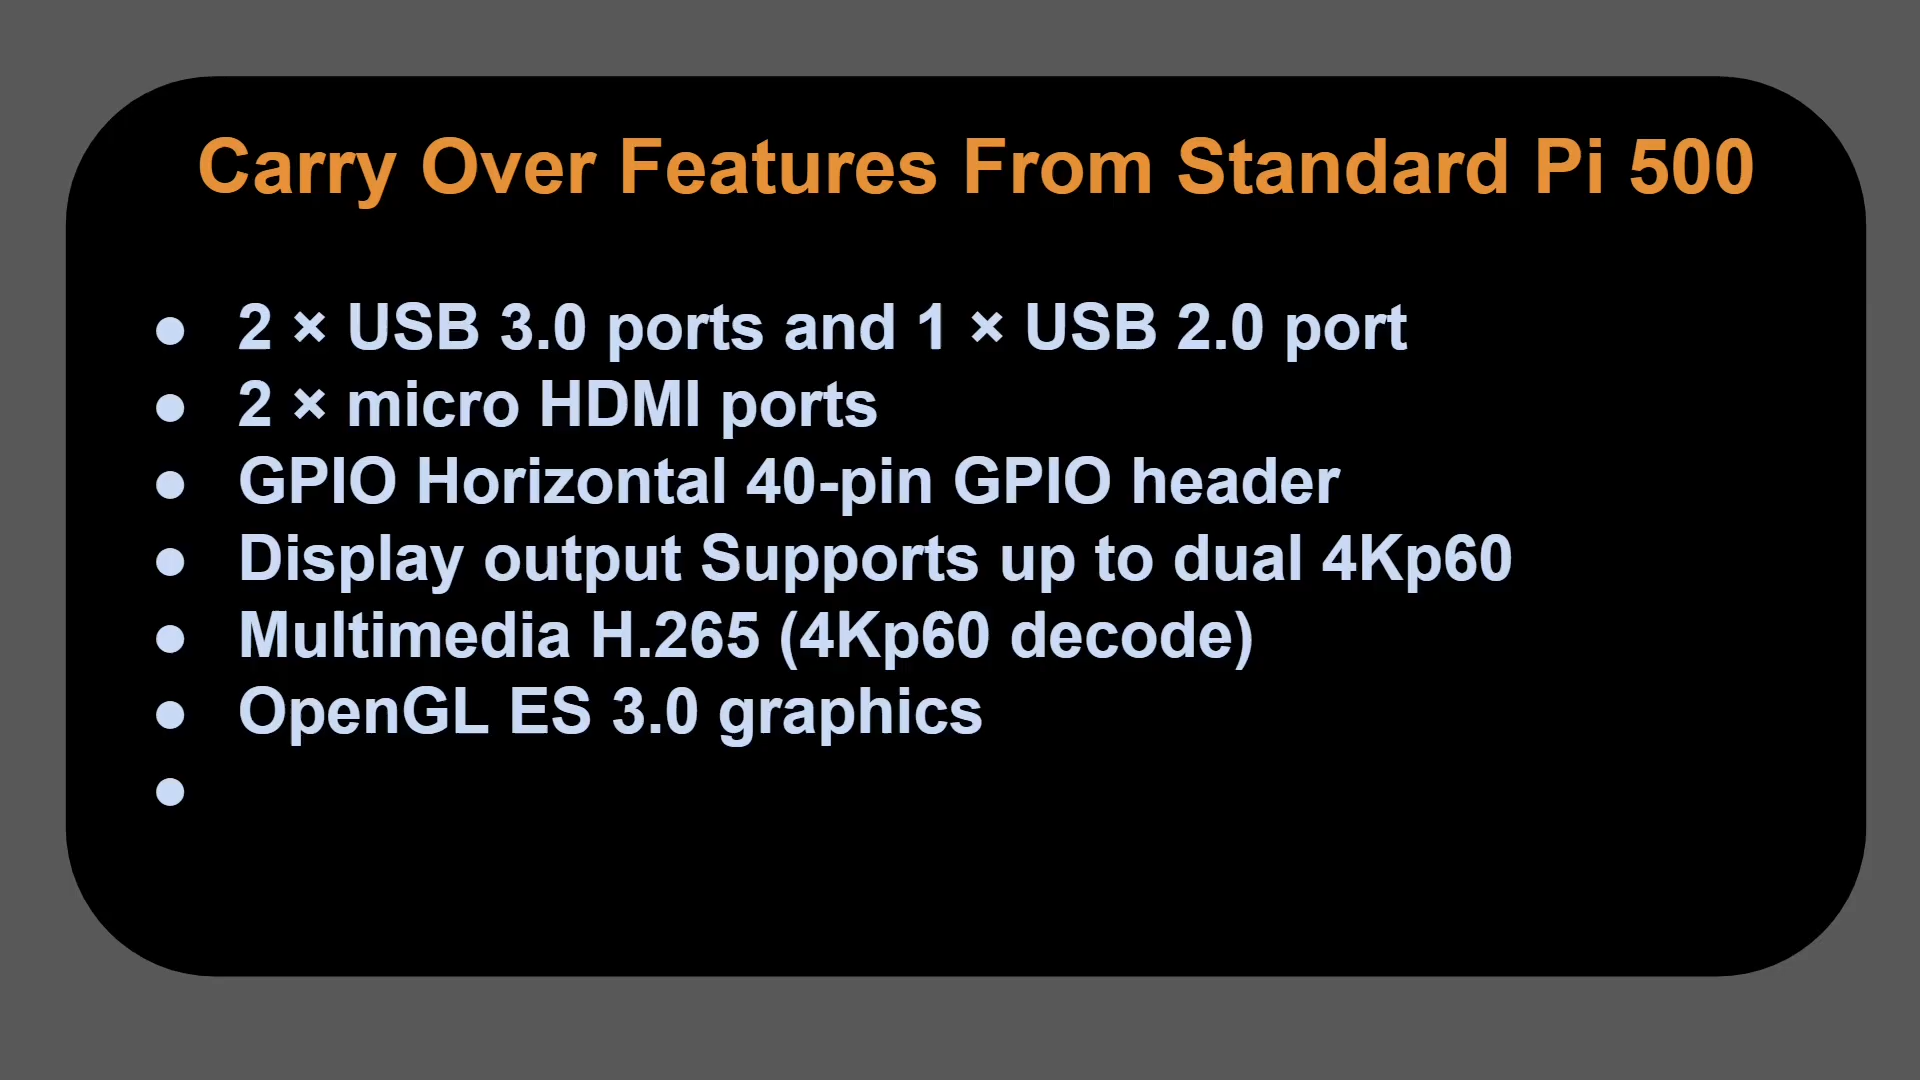 Carry Over Features From Standard Pi 500
● 2 × USB 3.0 ports and 1 × USB 2.0 port
● 2 × micro HDMI ports
● GPIO Horizontal 40-pin GPIO header
● Display output Supports up to dual 4Kp60
● Multimedia H.265 (4Kp60 decode)
● OpenGL ES 3.0 graphics
●